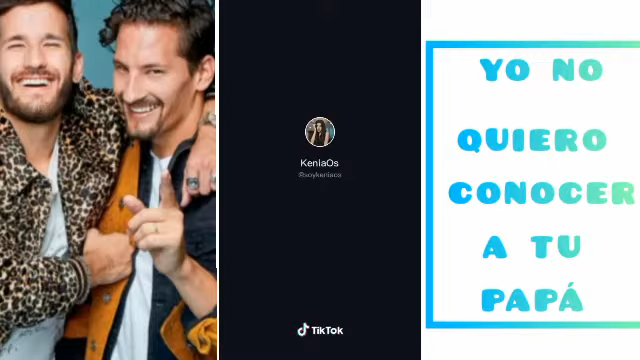 KeniaOs
@soykeniaos
TikTok
YO NO
QUIERO
CONOCER
A TU
PAPÁ